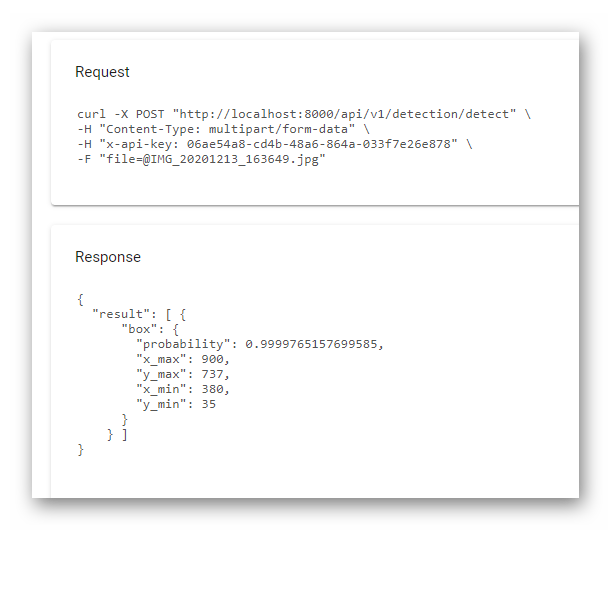 Request
curl -X POST "http://localhost:8000/api/v1/detection/detect" \
-H "Content-Type: multipart/form-data" \
-H "x-api-key: 06ae54a8-cd4b-48a6-864a-033f7e26e878" \
-F "file=@IMG_20201213_163649.jpg"
Response
{
  "result": [ {
      "box": {
        "probability": 0.9999765157699585,
        "x_max": 900,
        "y_max": 737,
        "x_min": 380,
        "y_min": 35
      }
    } ]
}